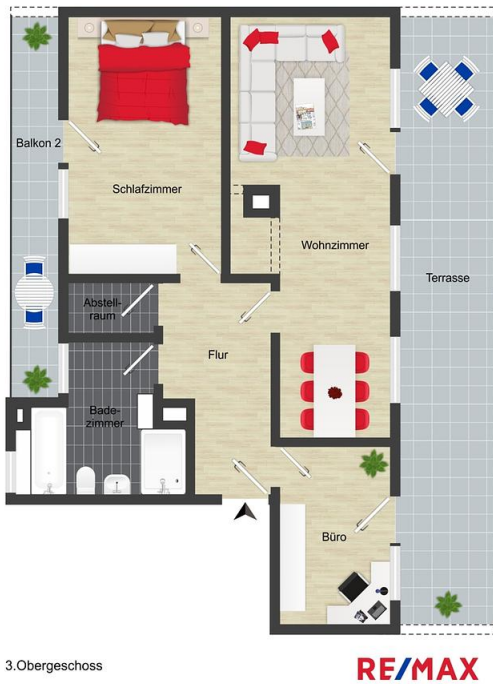 Balkon 2
Schlafzimmer
Wohnzimmer
Terrasse
Abstell-
raum
Flur
Bade-
zimmer
Büro
3.Obergeschoss
RE/MAX